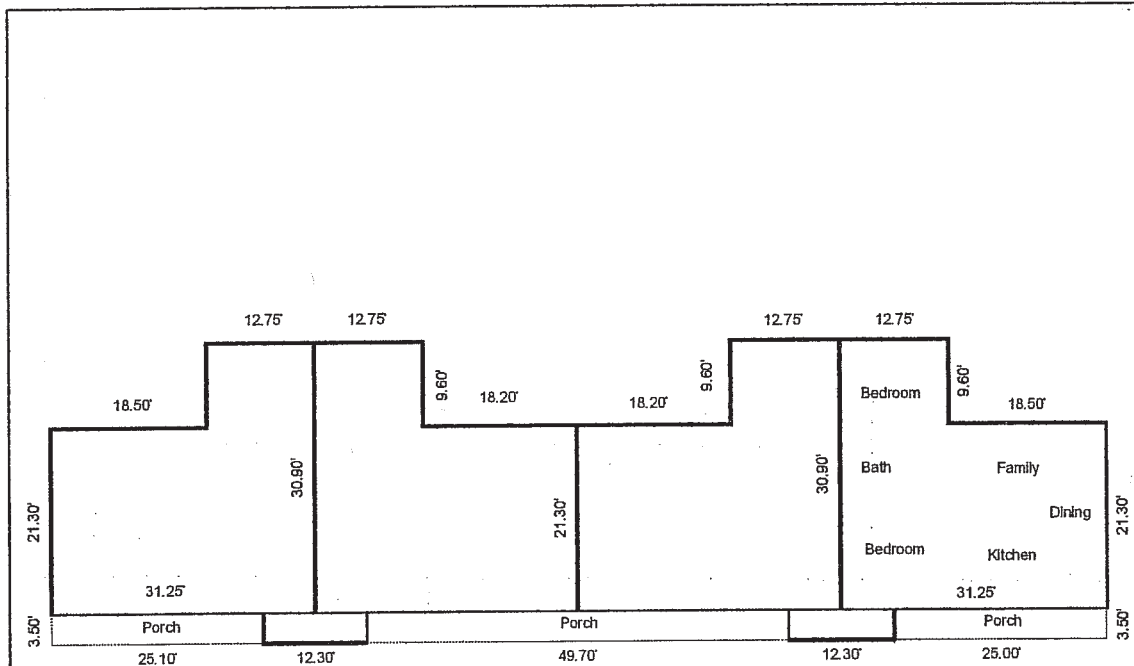 12.75' 12.75' 12.75' 12.75'
9.60' 9.60' 9.60'
18.50' 18.20' 18.20' 18.50'
Bedroom
30.90' 30.90'
Bath Family
21.30' 21.30' 21.30'
Dining
Bedroom Kitchen
31.25' 31.25'
3.50' Porch Porch Porch 3.50'
25.10' 12.30' 49.70' 12.30' 25.00'